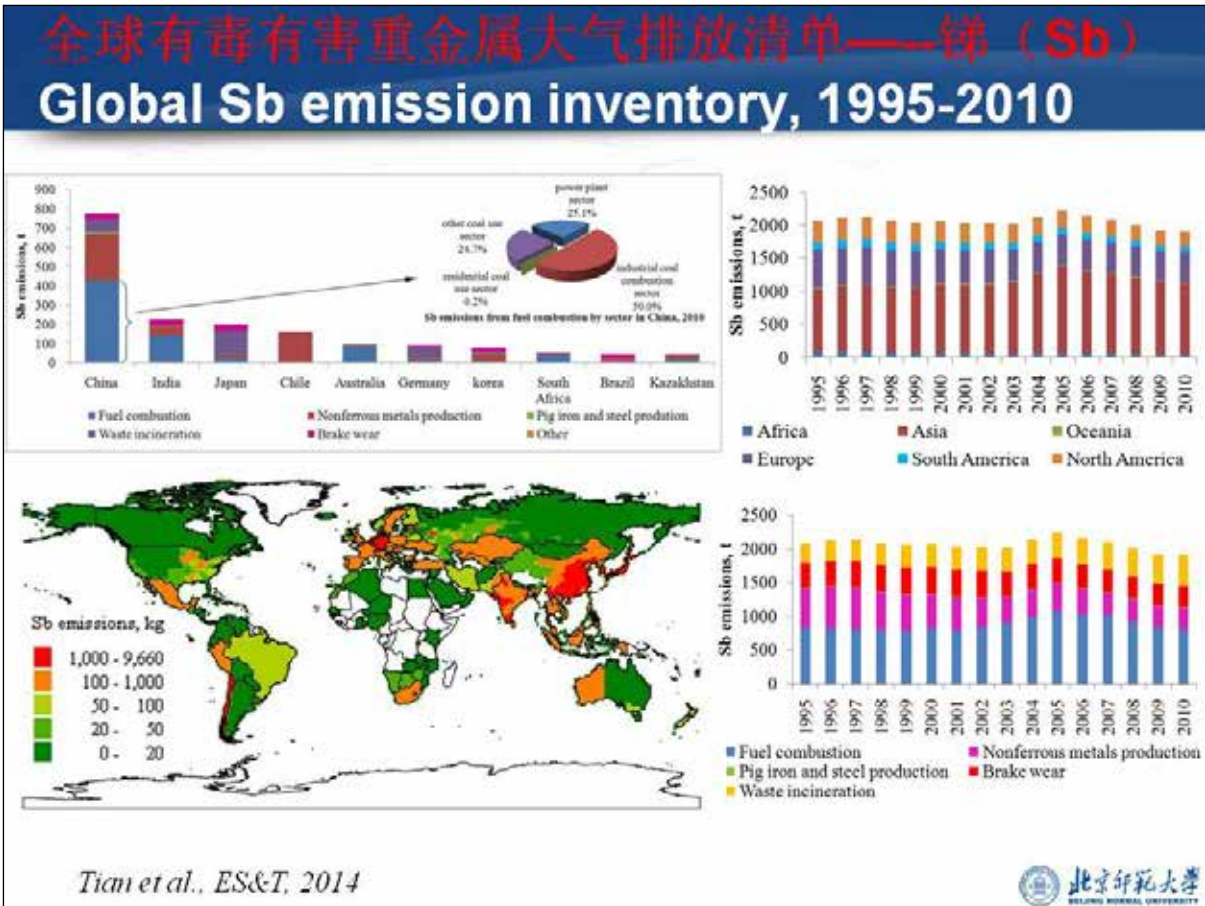 全球有毒有害重金属大气排放清单——锑（Sb）
Global Sb emission inventory, 1995-2010
900
800
700
600
500
400
300
200
100
0
Sb emissions, t
China
India
Japan
Chile
Australia
Germany
korea
South Africa
Brazil
Kazakhstan
Fuel combustion
Nonferrous metals production
Pig iron and steel prodution
Waste incineration
Brake wear
Other
power plant
sector
25.1%
other coal use
sector
24.7%
residential coal
use sector
0.2%
industrial coal
combustion
sector
50.0%
Sb emissions from fuel combustion by sector in China, 2010
2500
2000
1500
1000
500
0
Sb emissions, t
1995
1996
1997
1998
1999
2000
2001
2002
2003
2004
2005
2006
2007
2008
2009
2010
Africa
Asia
Oceania
Europe
South America
North America
Sb emissions, kg
1,000 - 9,660
100 - 1,000
50 - 100
20 - 50
0 - 20
2500
2000
1500
1000
500
0
Sb emissions, t
1995
1996
1997
1998
1999
2000
2001
2002
2003
2004
2005
2006
2007
2008
2009
2010
Fuel combustion
Nonferrous metals production
Pig iron and steel production
Brake wear
Waste incineration
Tian et al., ES&T, 2014
北京师范大学
BEIJING NORMAL UNIVERSITY